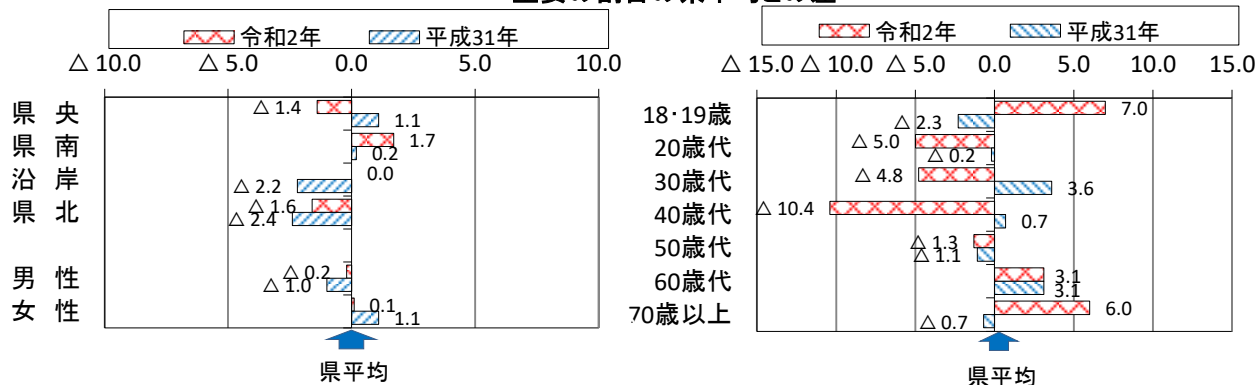 令和2年 平成31年
△ 10.0 △ 5.0 0.0 5.0 10.0
県 央 △ 1.4 1.1
県 南 1.7 0.2
沿 岸 0.0 △ 2.2
県 北 △ 1.6 △ 2.4
男 性 △ 0.2 △ 1.0
女 性 0.1 1.1
県平均
令和2年 平成31年
△ 15.0 △ 10.0 △ 5.0 0.0 5.0 10.0 15.0
18・19歳 7.0 △ 2.3
20歳代 △ 5.0 △ 0.2
30歳代 △ 4.8 3.6
40歳代 △ 10.4 0.7
50歳代 △ 1.3 △ 1.1
60歳代 3.1 3.1
70歳以上 6.0 △ 0.7
県平均